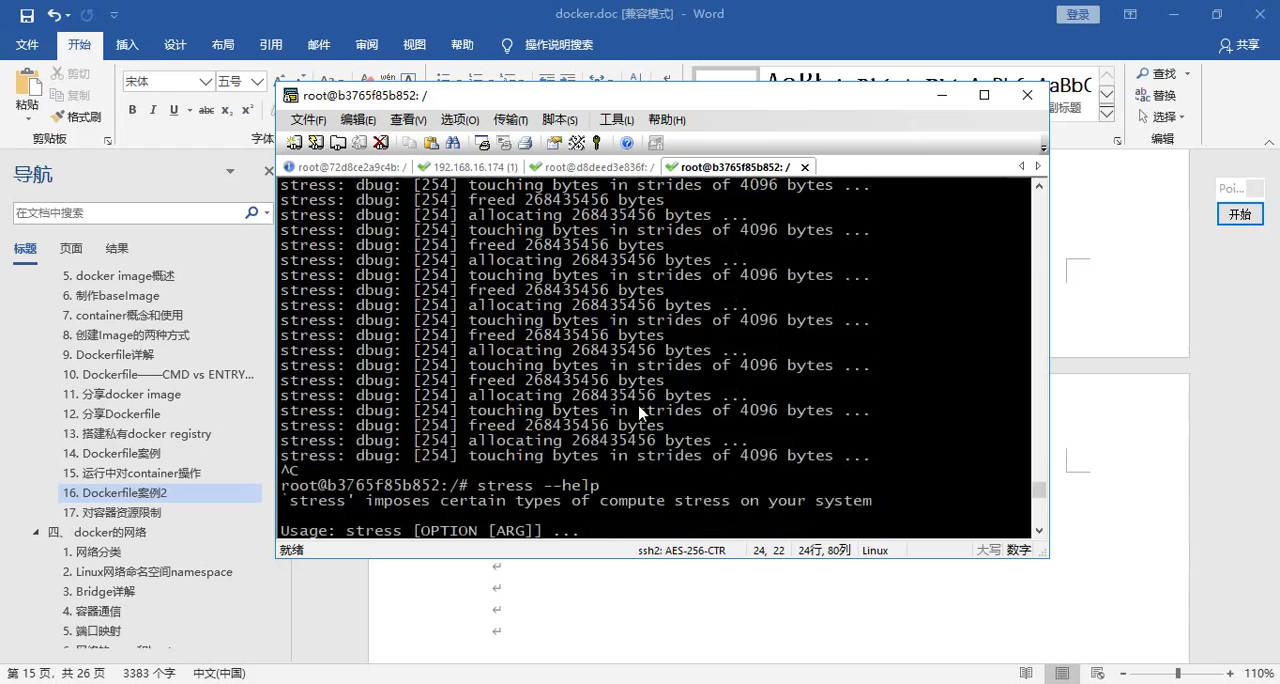 docker.doc [兼容模式] - Word
登录
文件 开始 插入 设计 布局 引用 邮件 审阅 视图 帮助 操作说明搜索 共享
粘贴
剪切
复制
格式刷
剪贴板
宋体 五号
B I U abc x₂ x²
字体
副标题
查找
替换
选择
编辑
导航
在文档中搜索
标题 页面 结果
5. docker image概述
6. 制作baseImage
7. container概念和使用
8. 创建Image的两种方式
9. Dockerfile详解
10. Dockerfile——CMD vs ENTRY...
11. 分享docker image
12. 分享Dockerfile
13. 搭建私有docker registry
14. Dockerfile案例
15. 运行中对container操作
16. Dockerfile案例2
17. 对容器资源限制
四、 docker的网络
1. 网络分类
2. Linux网络命名空间namespace
3. Bridge详解
4. 容器通信
5. 端口映射
root@b3765f85b852: /
文件(F) 编辑(E) 查看(V) 选项(O) 传输(T) 脚本(S) 工具(L) 帮助(H)
root@72d8ce2a9c4b: / 192.168.16.174 (1) root@d8deed3e836f: / root@b3765f85b852: /
stress: dbug: [254] touching bytes in strides of 4096 bytes ...
stress: dbug: [254] freed 268435456 bytes
stress: dbug: [254] allocating 268435456 bytes ...
stress: dbug: [254] touching bytes in strides of 4096 bytes ...
stress: dbug: [254] freed 268435456 bytes
stress: dbug: [254] allocating 268435456 bytes ...
stress: dbug: [254] touching bytes in strides of 4096 bytes ...
stress: dbug: [254] freed 268435456 bytes
stress: dbug: [254] allocating 268435456 bytes ...
stress: dbug: [254] touching bytes in strides of 4096 bytes ...
stress: dbug: [254] freed 268435456 bytes
stress: dbug: [254] allocating 268435456 bytes ...
stress: dbug: [254] touching bytes in strides of 4096 bytes ...
stress: dbug: [254] freed 268435456 bytes
stress: dbug: [254] allocating 268435456 bytes ...
stress: dbug: [254] touching bytes in strides of 4096 bytes ...
stress: dbug: [254] freed 268435456 bytes
stress: dbug: [254] allocating 268435456 bytes ...
stress: dbug: [254] touching bytes in strides of 4096 bytes ...
^C
root@b3765f85b852:/# stress --help
`stress' imposes certain types of compute stress on your system
Usage: stress [OPTION [ARG]] ...
就绪 ssh2: AES-256-CTR 24, 22 24行, 80列 Linux 大写 数字
Poi...
开始
第 15 页，共 26 页 3383 个字 中文(中国) 110%